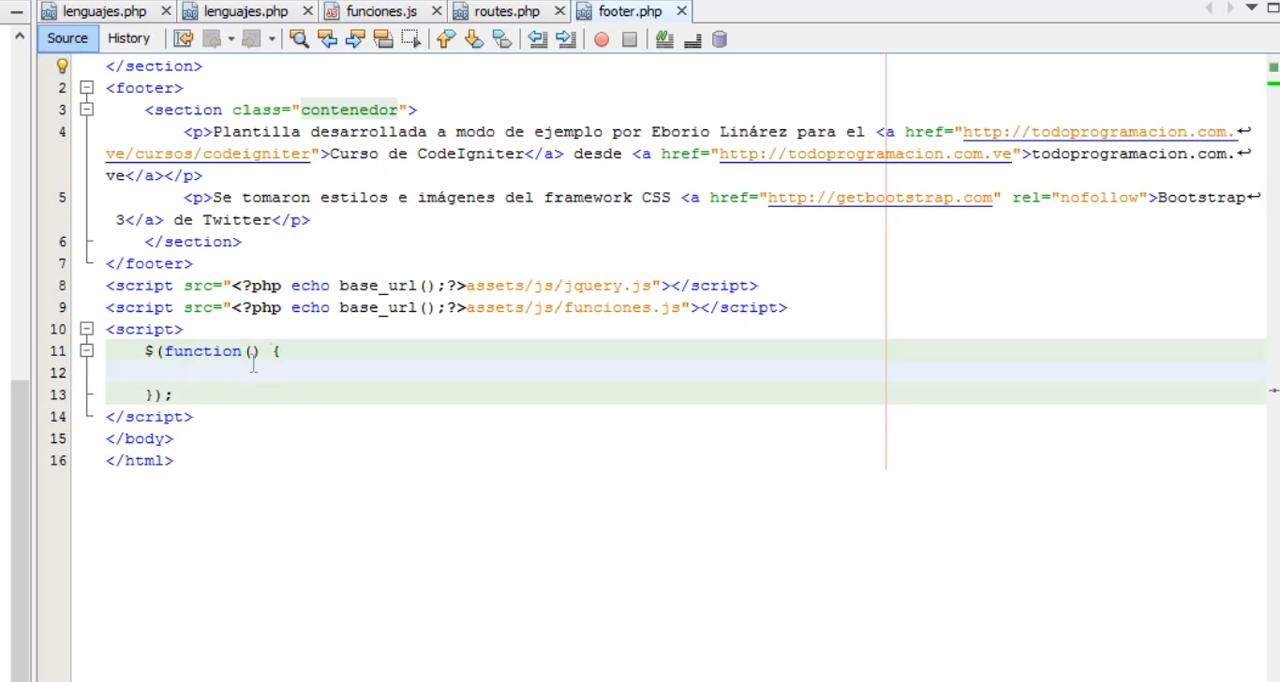 lenguajes.php lenguajes.php funciones.js routes.php footer.php
Source History
</section>
2 <footer>
3 <section class="contenedor">
4 <p>Plantilla desarrollada a modo de ejemplo por Eborio Linárez para el <a href="http://todoprogramacion.com.
ve/cursos/codeigniter">Curso de CodeIgniter</a> desde <a href="http://todoprogramacion.com.ve">todoprogramacion.com.
ve</a></p>
5 <p>Se tomaron estilos e imágenes del framework CSS <a href="http://getbootstrap.com" rel="nofollow">Bootstrap
3</a> de Twitter</p>
6 </section>
7 </footer>
8 <script src="<?php echo base_url();?>assets/js/jquery.js"></script>
9 <script src="<?php echo base_url();?>assets/js/funciones.js"></script>
10 <script>
11 $(function() {
12
13 });
14 </script>
15 </body>
16 </html>